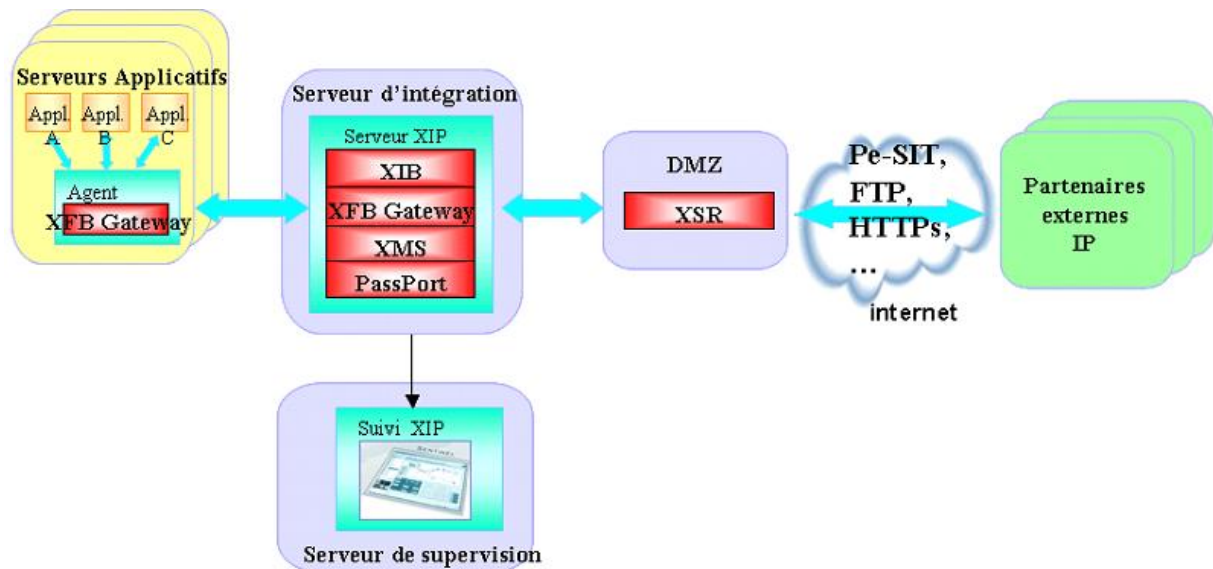 Serveurs Applicatifs
Appl.
A
Appl.
B
Appl.
C
Agent
XFB Gateway
Serveur d'intégration
Serveur XIP
XIB
XFB Gateway
XMS
PassPort
DMZ
XSR
Pe-SIT,
FTP,
HTTPs,
...
internet
Partenaires
externes
IP
Suivi XIP
SENTINEL
Serveur de supervision